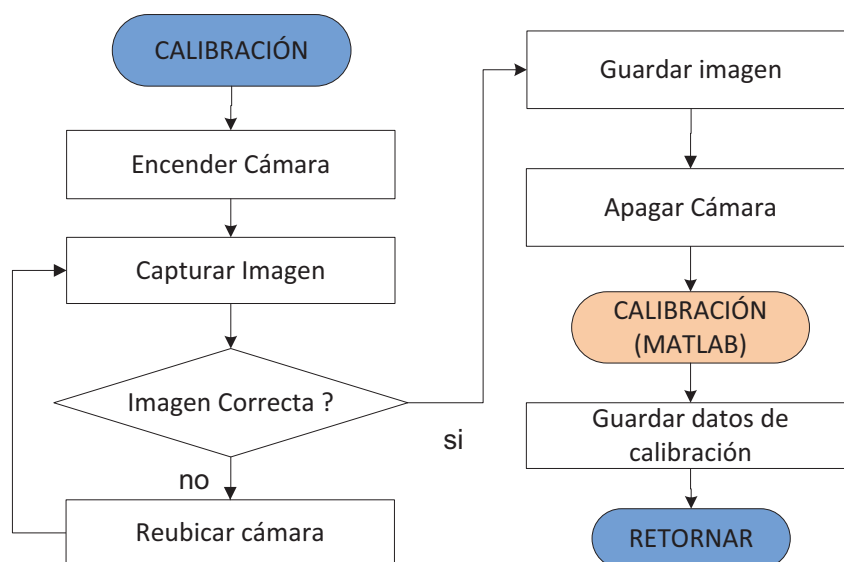 CALIBRACIÓN
Encender Cámara
Capturar Imagen
Imagen Correcta ?
si
no
Reubicar cámara
Guardar imagen
Apagar Cámara
CALIBRACIÓN
(MATLAB)
Guardar datos de
calibración
RETORNAR